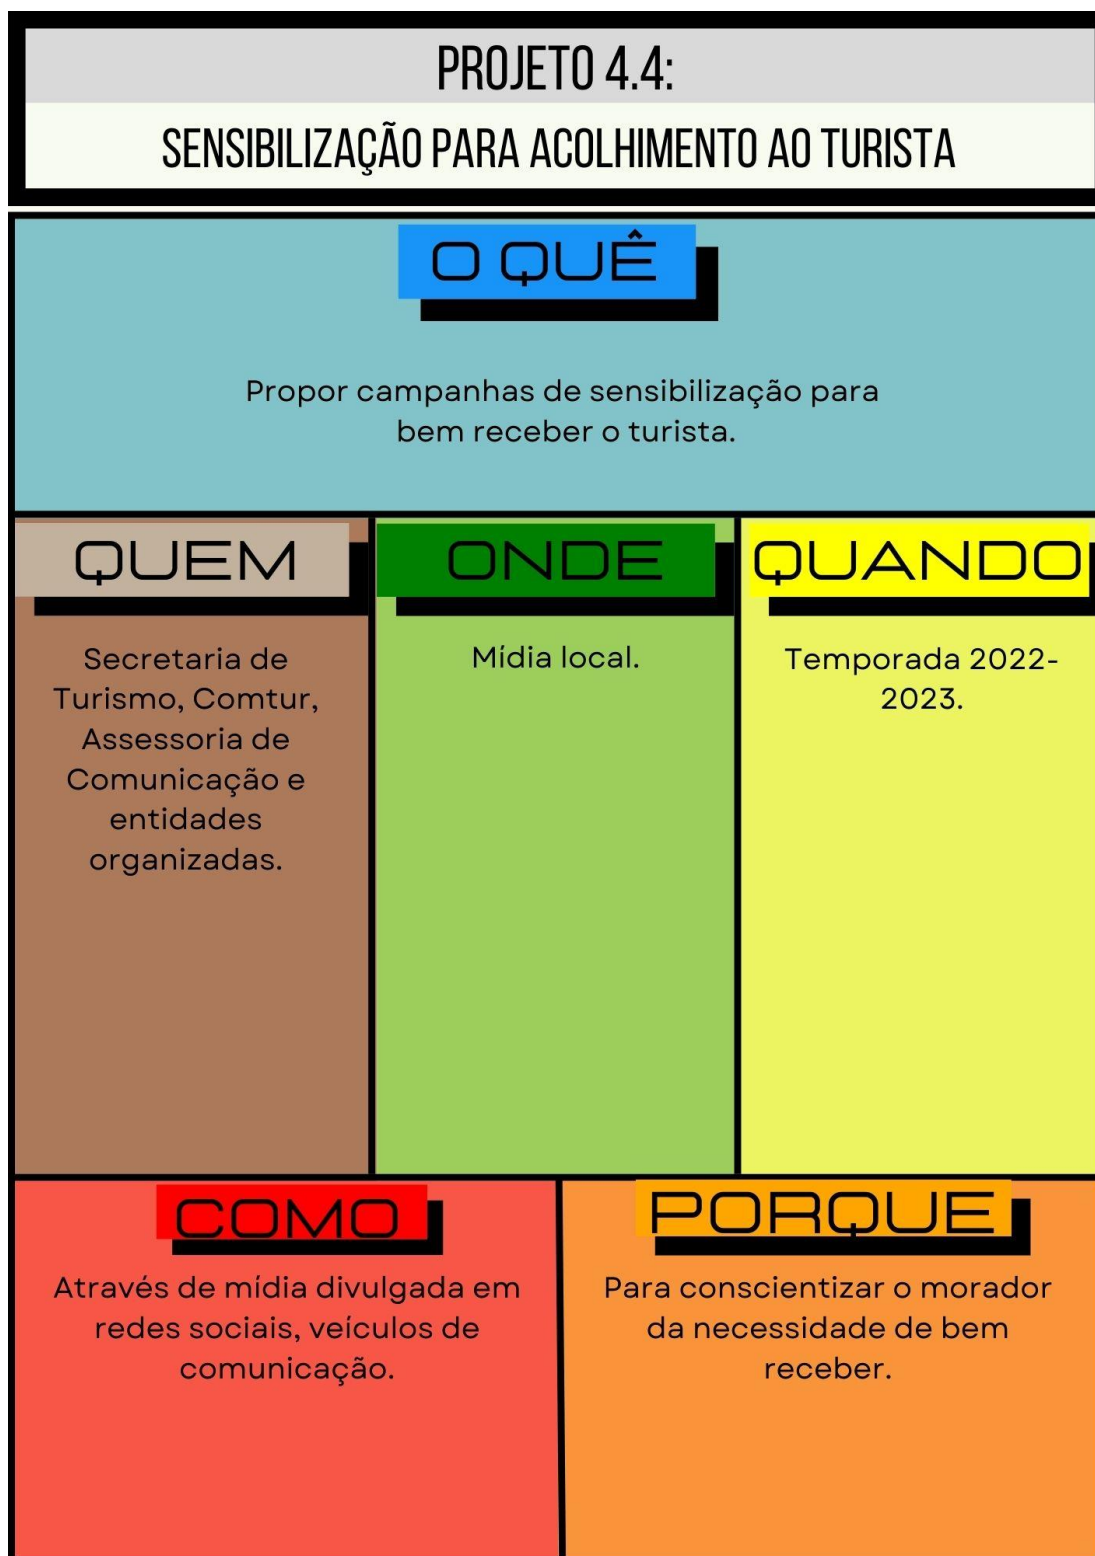 PROJETO 4.4:
SENSIBILIZAÇÃO PARA ACOLHIMENTO AO TURISTA
O QUÊ
Propor campanhas de sensibilização para
bem receber o turista.
QUEM
Secretaria de
Turismo, Comtur,
Assessoria de
Comunicação e
entidades
organizadas.
ONDE
Mídia local.
QUANDO
Temporada 2022-
2023.
COMO
Através de mídia divulgada em
redes sociais, veículos de
comunicação.
PORQUE
Para conscientizar o morador
da necessidade de bem
receber.